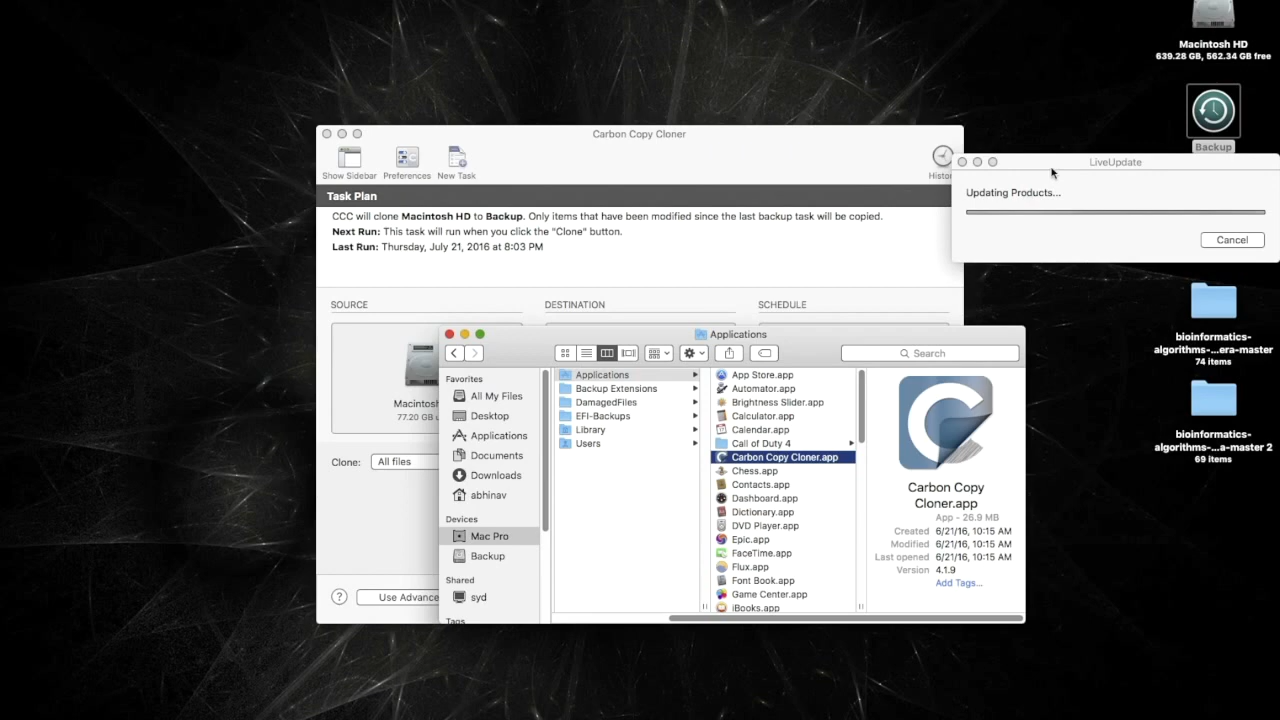 Macintosh HD
639.28 GB, 562.34 GB free
Backup
Carbon Copy Cloner
Show Sidebar
Preferences
New Task
Task Plan
CCC will clone Macintosh HD to Backup. Only items that have been modified since the last backup task will be copied.
Next Run: This task will run when you click the "Clone" button.
Last Run: Thursday, July 21, 2016 at 8:03 PM
SOURCE
DESTINATION
SCHEDULE
77.20 GB
Clone:
All files
?
LiveUpdate
Updating Products...
Cancel
Applications
Search
Favorites
All My Files
Desktop
Applications
Documents
Downloads
abhinav
Devices
Mac Pro
Backup
Shared
syd
Tags
Applications
Backup Extensions
DamagedFiles
EFI-Backups
Library
Users
App Store.app
Automator.app
Brightness Slider.app
Calculator.app
Calendar.app
Call of Duty 4
Carbon Copy Cloner.app
Chess.app
Contacts.app
Dashboard.app
Dictionary.app
DVD Player.app
Epic.app
FaceTime.app
Flux.app
Font Book.app
Game Center.app
iBooks.app
Carbon Copy
Cloner.app
App - 26.9 MB
Created 6/21/16, 10:15 AM
Modified 6/21/16, 10:15 AM
Last opened 6/21/16, 10:15 AM
Version 4.1.9
Add Tags...
bioinformatics-
algorithms-...era-master
74 items
bioinformatics-
algorithms-...a-master 2
69 items